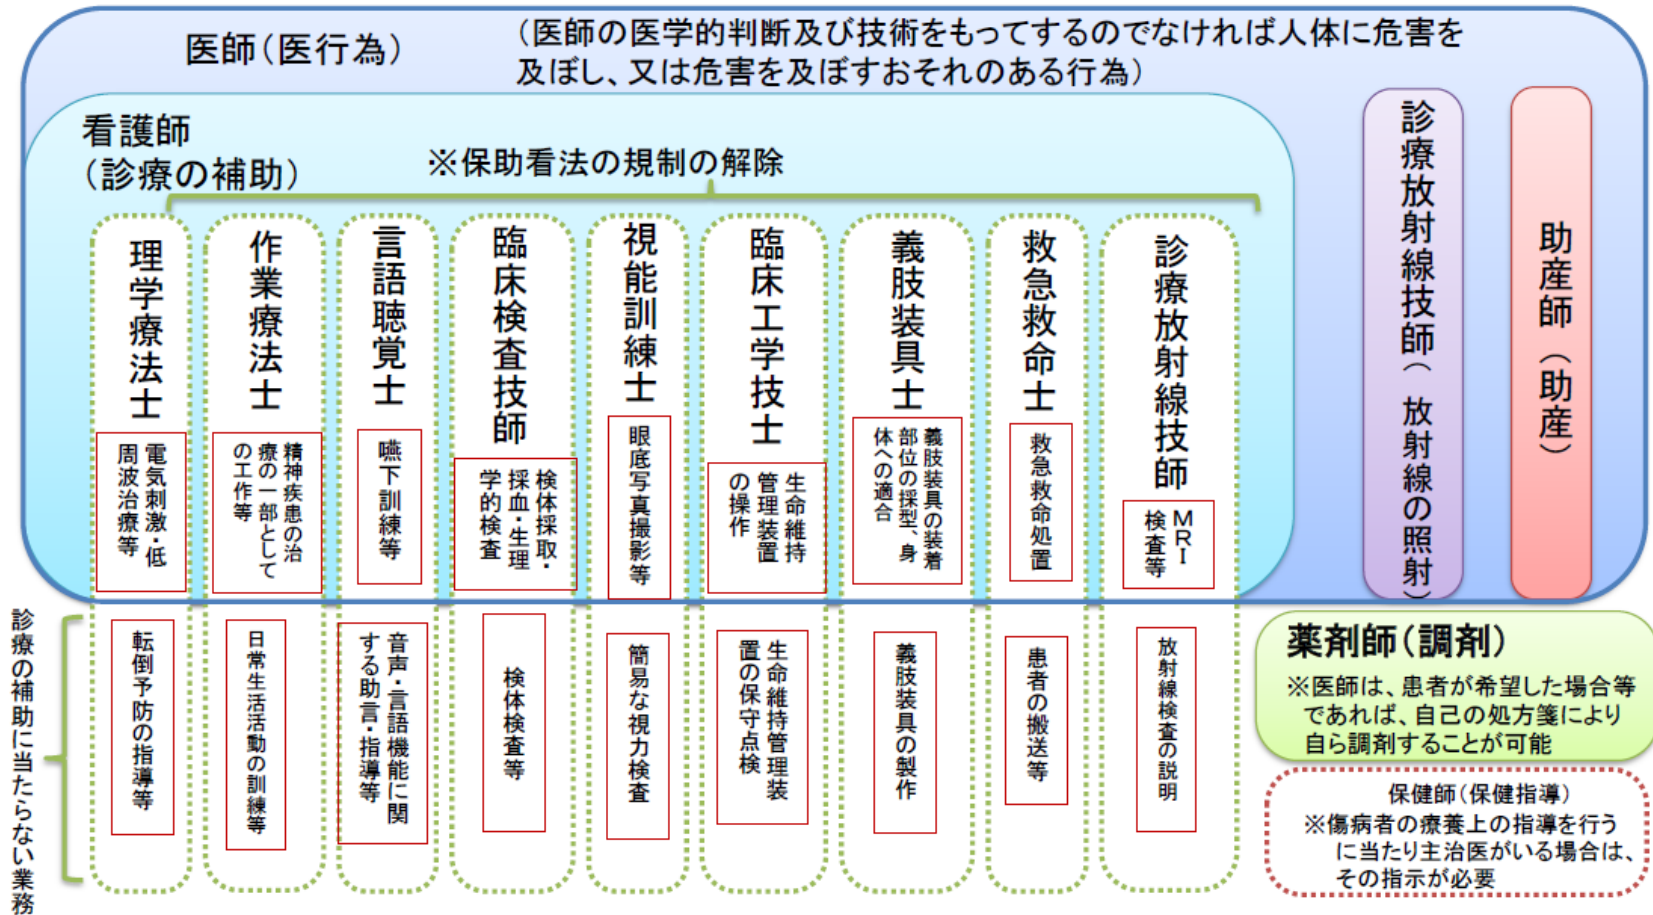 医師(医行為)
(医師の医学的判断及び技術をもってするのでなければ人体に危害を
及ぼし、又は危害を及ぼすおそれのある行為)
看護師
(診療の補助)
※保助看法の規制の解除
理学療法士
電気刺激・低
周波治療等
転倒予防の指導等
作業療法士
精神疾患の治
療の一部として
の工作等
日常生活活動の訓練等
言語聴覚士
嚥下訓練等
音声・言語機能に関
する助言・指導等
臨床検査技師
検体採取・
採血・生理
学的検査
検体検査等
視能訓練士
眼底写真撮影等
簡易な視力検査
臨床工学技士
生命維持
管理装置
の操作
生命維持管理装
置の保守点検
義肢装具士
義肢装具の装着
部位の採型、身
体への適合
義肢装具の製作
救急救命士
救急救命処置
患者の搬送等
診療放射線技師
MRI
検査等
放射線検査の説明
診療放射線技師(放射線の照射)
助産師(助産)
診療の補助に当たらない業務
薬剤師(調剤)
※医師は、患者が希望した場合等
であれば、自己の処方箋により
自ら調剤することが可能
保健師(保健指導)
※傷病者の療養上の指導を行う
に当たり主治医がいる場合は、
その指示が必要